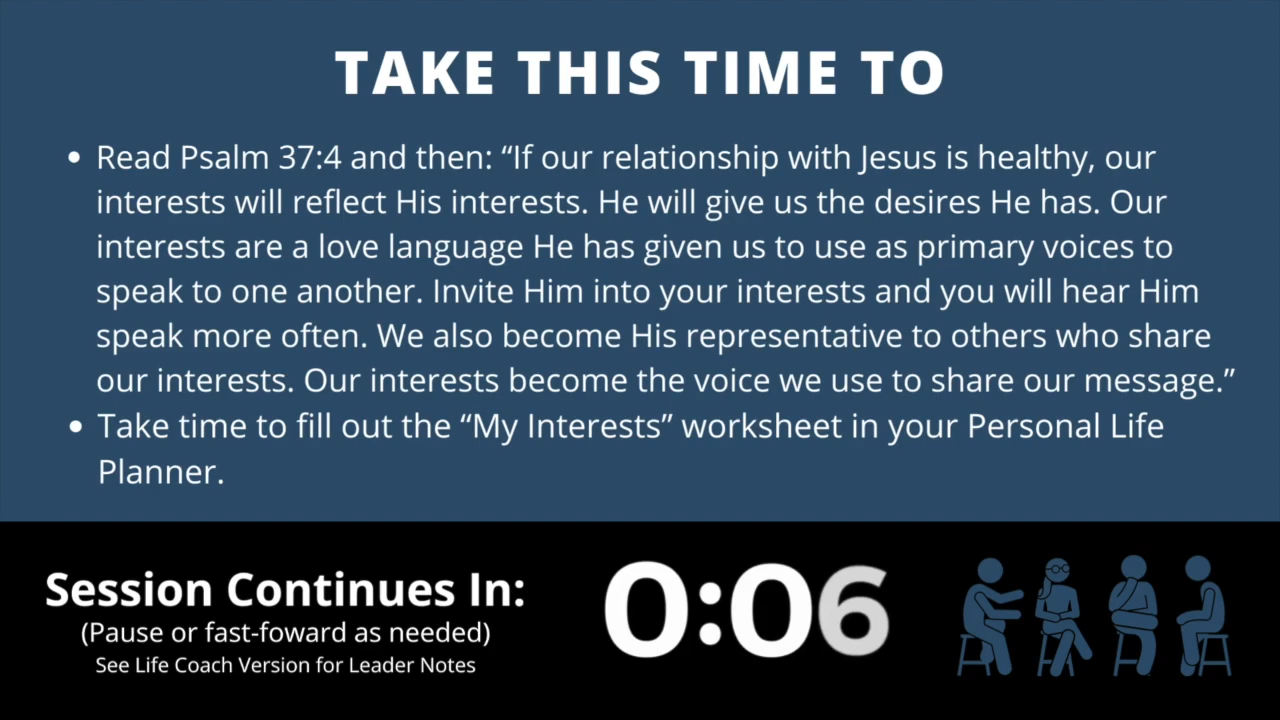 TAKE THIS TIME TO
• Read Psalm 37:4 and then: “If our relationship with Jesus is healthy, our
interests will reflect His interests. He will give us the desires He has. Our
interests are a love language He has given us to use as primary voices to
speak to one another. Invite Him into your interests and you will hear Him
speak more often. We also become His representative to others who share
our interests. Our interests become the voice we use to share our message.”
• Take time to fill out the “My Interests” worksheet in your Personal Life
Planner.
Session Continues In:
(Pause or fast-foward as needed)
See Life Coach Version for Leader Notes
0:06